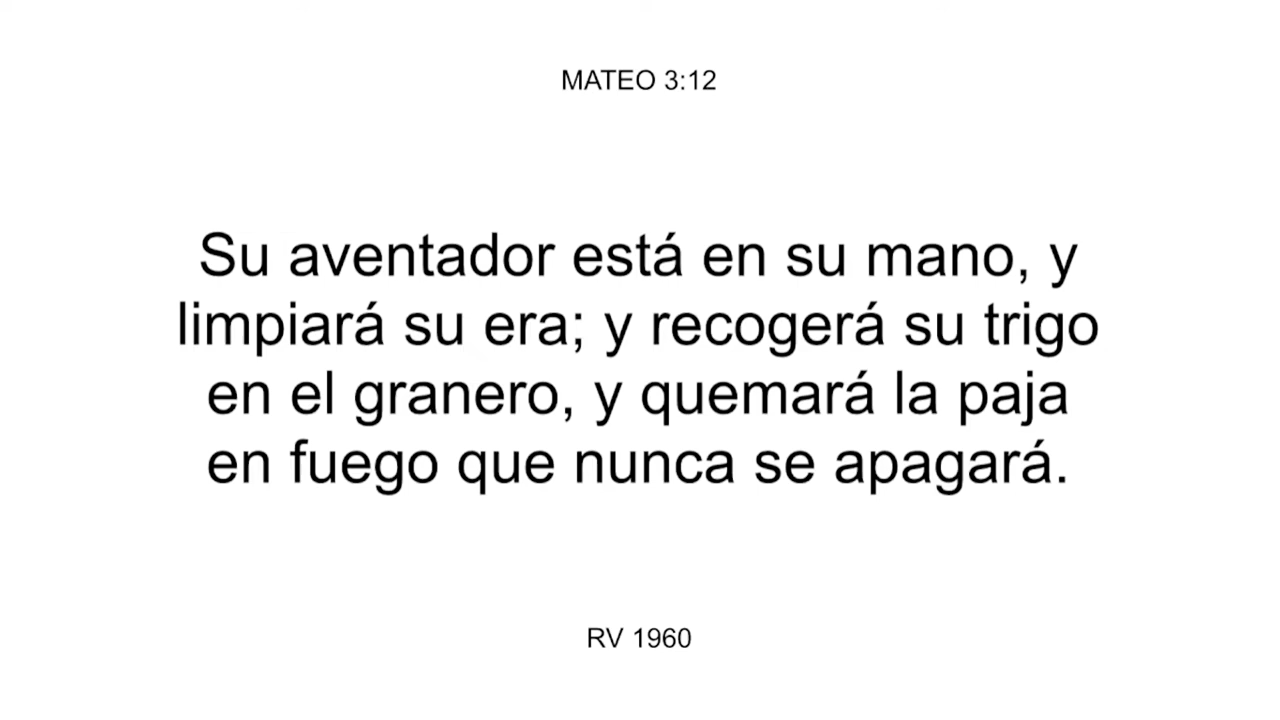 MATEO 3:12
Su aventador está en su mano, y
limpiará su era; y recogerá su trigo
en el granero, y quemará la paja
en fuego que nunca se apagará.
RV 1960